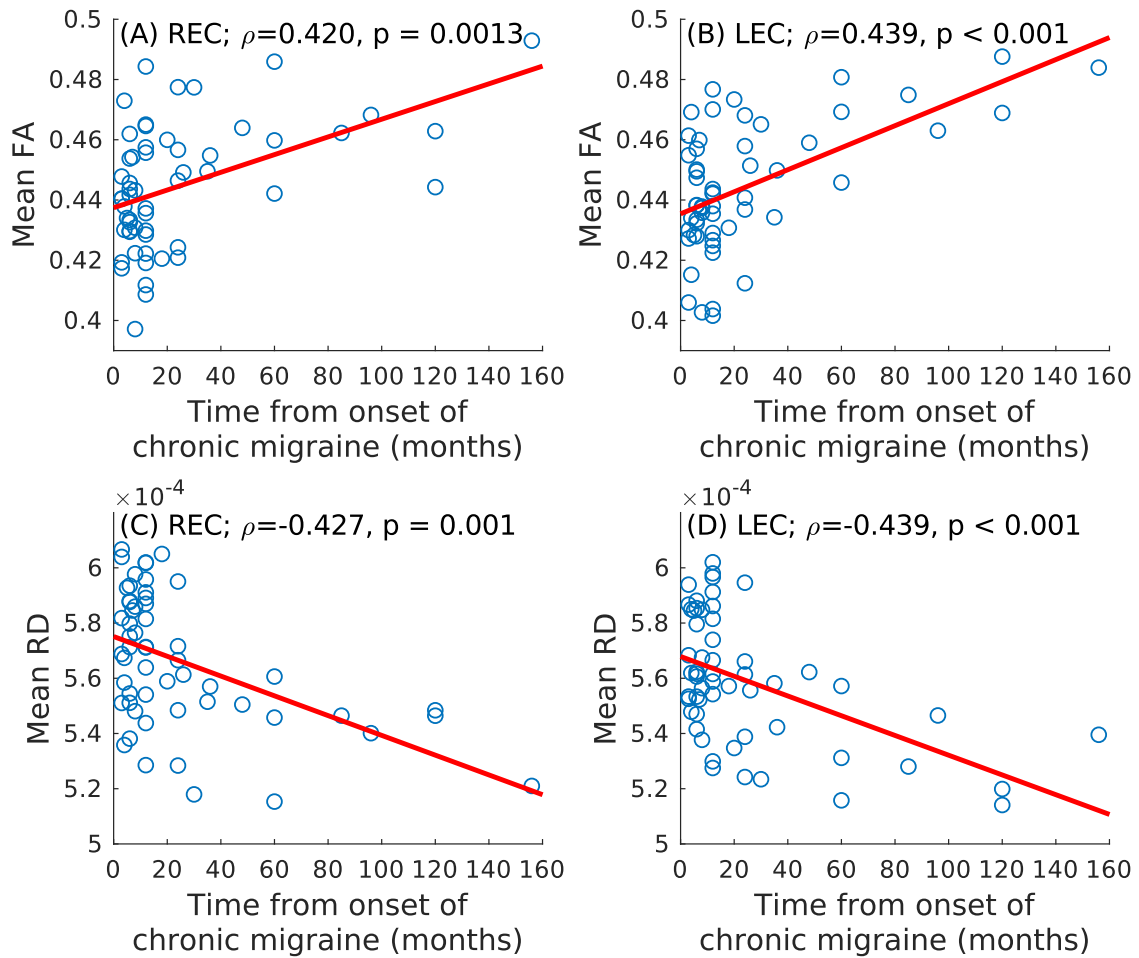 (A) REC; ρ=0.420, p = 0.0013
0.5
0.48
0.46
0.44
0.42
0.4
Mean FA
0 20 40 60 80 100 120 140 160
Time from onset of
chronic migraine (months)
(B) LEC; ρ=0.439, p < 0.001
0.5
0.48
0.46
0.44
0.42
0.4
Mean FA
0 20 40 60 80 100 120 140 160
Time from onset of
chronic migraine (months)
×10-4
(C) REC; ρ=-0.427, p = 0.001
6
5.8
5.6
5.4
5.2
5
Mean RD
0 20 40 60 80 100 120 140 160
Time from onset of
chronic migraine (months)
×10-4
(D) LEC; ρ=-0.439, p < 0.001
6
5.8
5.6
5.4
5.2
5
Mean RD
0 20 40 60 80 100 120 140 160
Time from onset of
chronic migraine (months)